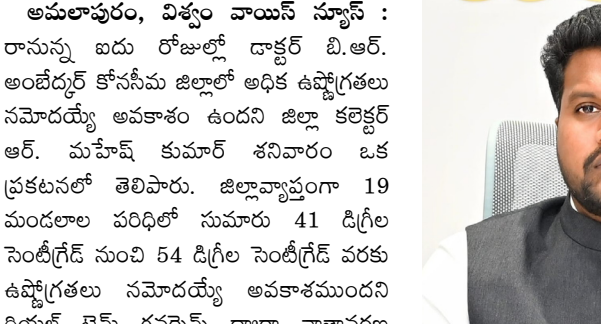 అమలాపురం, విశ్వం వాయిస్ న్యూస్ :
రానున్న ఐదు రోజుల్లో డాక్టర్ బి.ఆర్.
అంబేద్కర్ కోనసీమ జిల్లాలో అధిక ఉష్ణోగ్రతలు
నమోదయ్యే అవకాశం ఉందని జిల్లా కలెక్టర్
ఆర్. మహేష్ కుమార్ శనివారం ఒక
ప్రకటనలో తెలిపారు. జిల్లావ్యాప్తంగా 19
మండలాల పరిధిలో సుమారు 41 డిగ్రీల
సెంటీగ్రేడ్ నుంచి 54 డిగ్రీల సెంటీగ్రేడ్ వరకు
ఉష్ణోగ్రతలు నమోదయ్యే అవకాశముందని